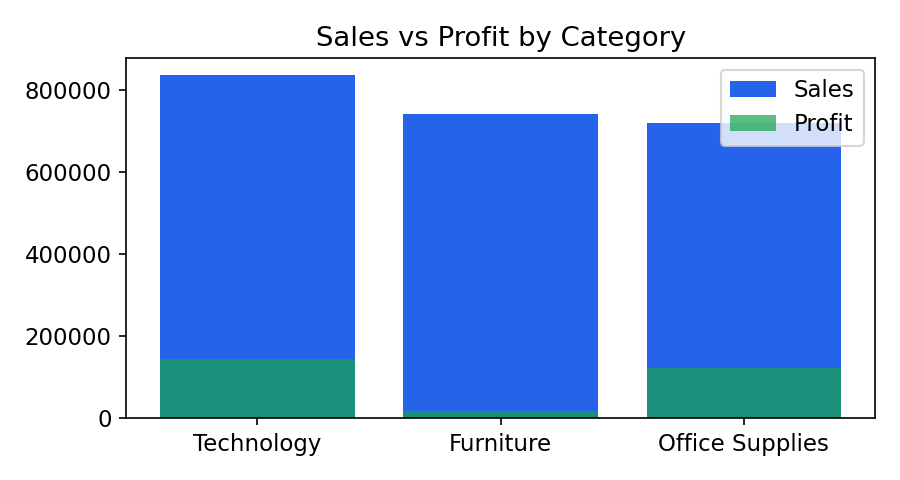 Sales vs Profit by Category
800000
600000
400000
200000
0
Sales
Profit
Technology
Furniture
Office Supplies